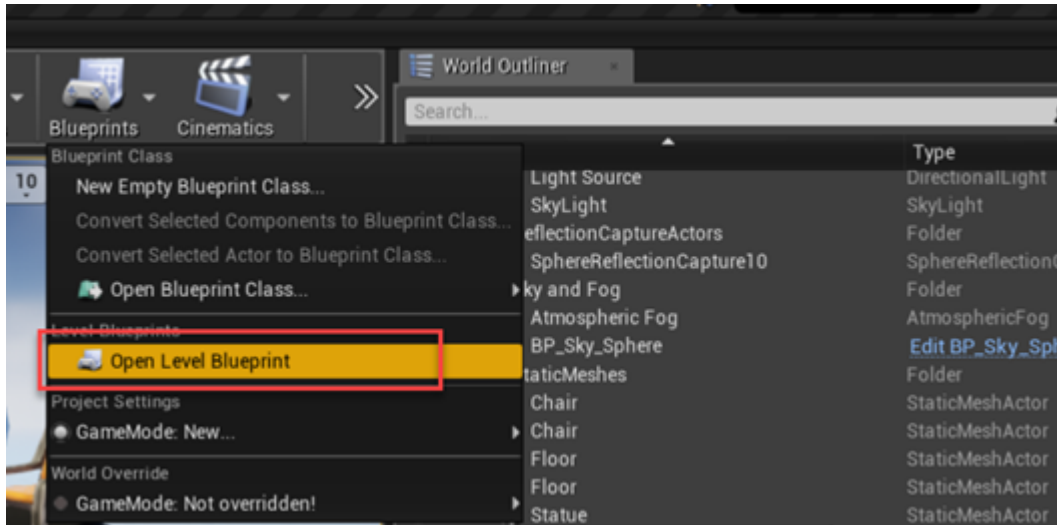 World Outliner
Search...
Blueprints
Cinematics
Type
10
Blueprint Class
New Empty Blueprint Class...
Convert Selected Components to Blueprint Class...
Convert Selected Actor to Blueprint Class...
Open Blueprint Class...
Level Blueprints
Open Level Blueprint
Project Settings
GameMode: New...
World Override
GameMode: Not overridden!
Light Source DirectionalLight
SkyLight SkyLight
eflectionCaptureActors Folder
SphereReflectionCapture10 SphereReflection
ky and Fog Folder
Atmospheric Fog AtmosphericFog
BP_Sky_Sphere Edit BP_Sky_Sph
taticMeshes Folder
Chair StaticMeshActor
Chair StaticMeshActor
Floor StaticMeshActor
Floor StaticMeshActor
Statue StaticMeshActor